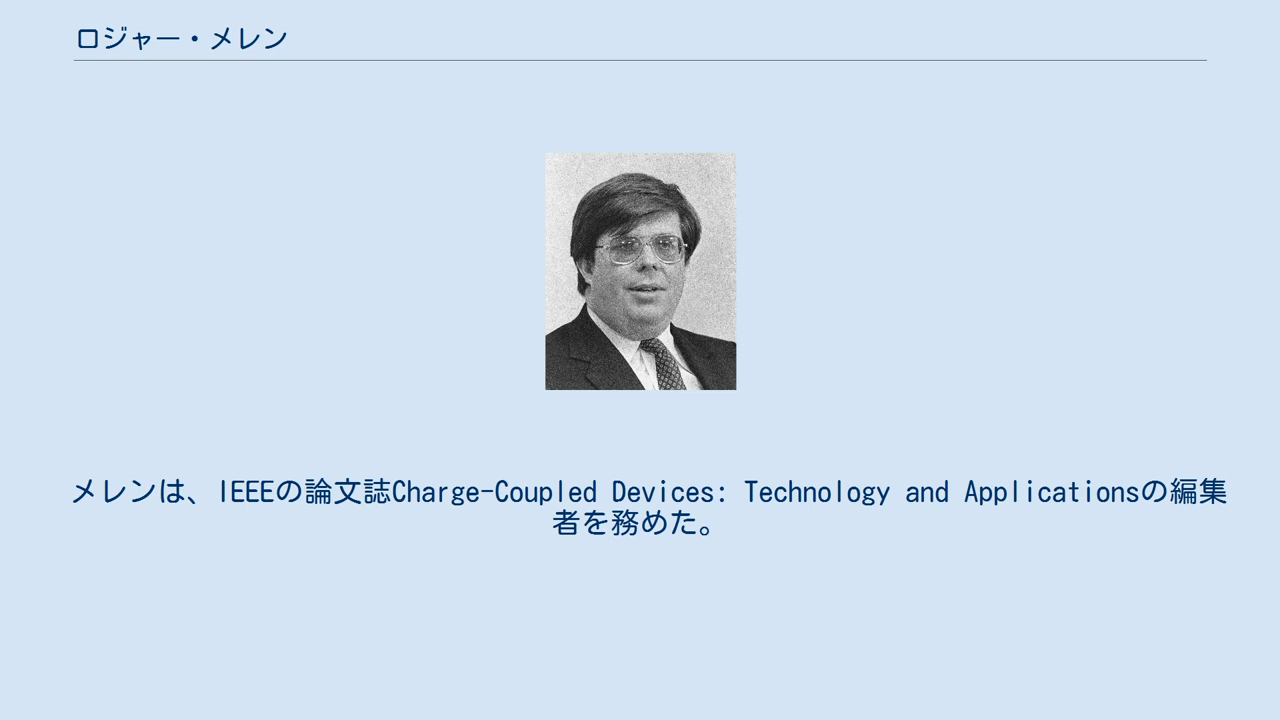 ロジャー・メレン
メレンは、IEEEの論文誌Charge-Coupled Devices: Technology and Applicationsの編集
者を務めた。